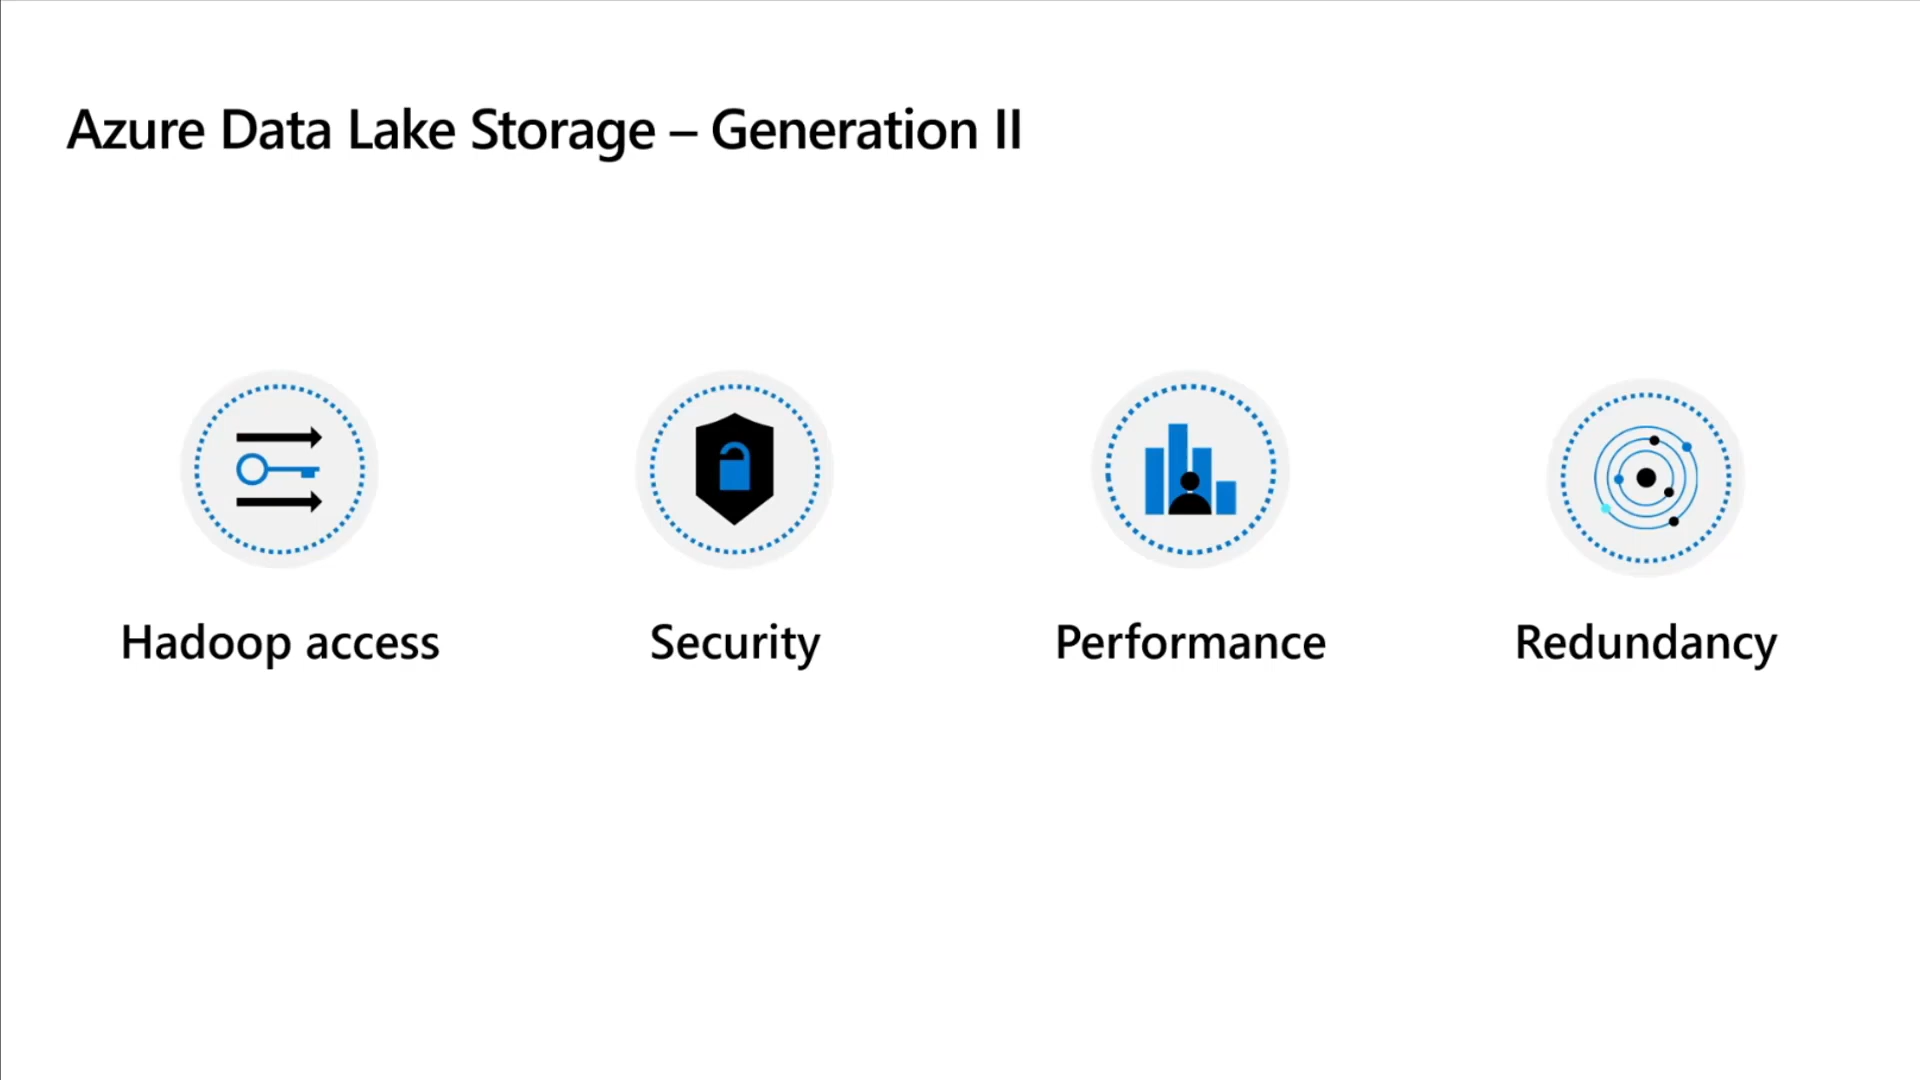 Azure Data Lake Storage – Generation II
Hadoop access
Security
Performance
Redundancy